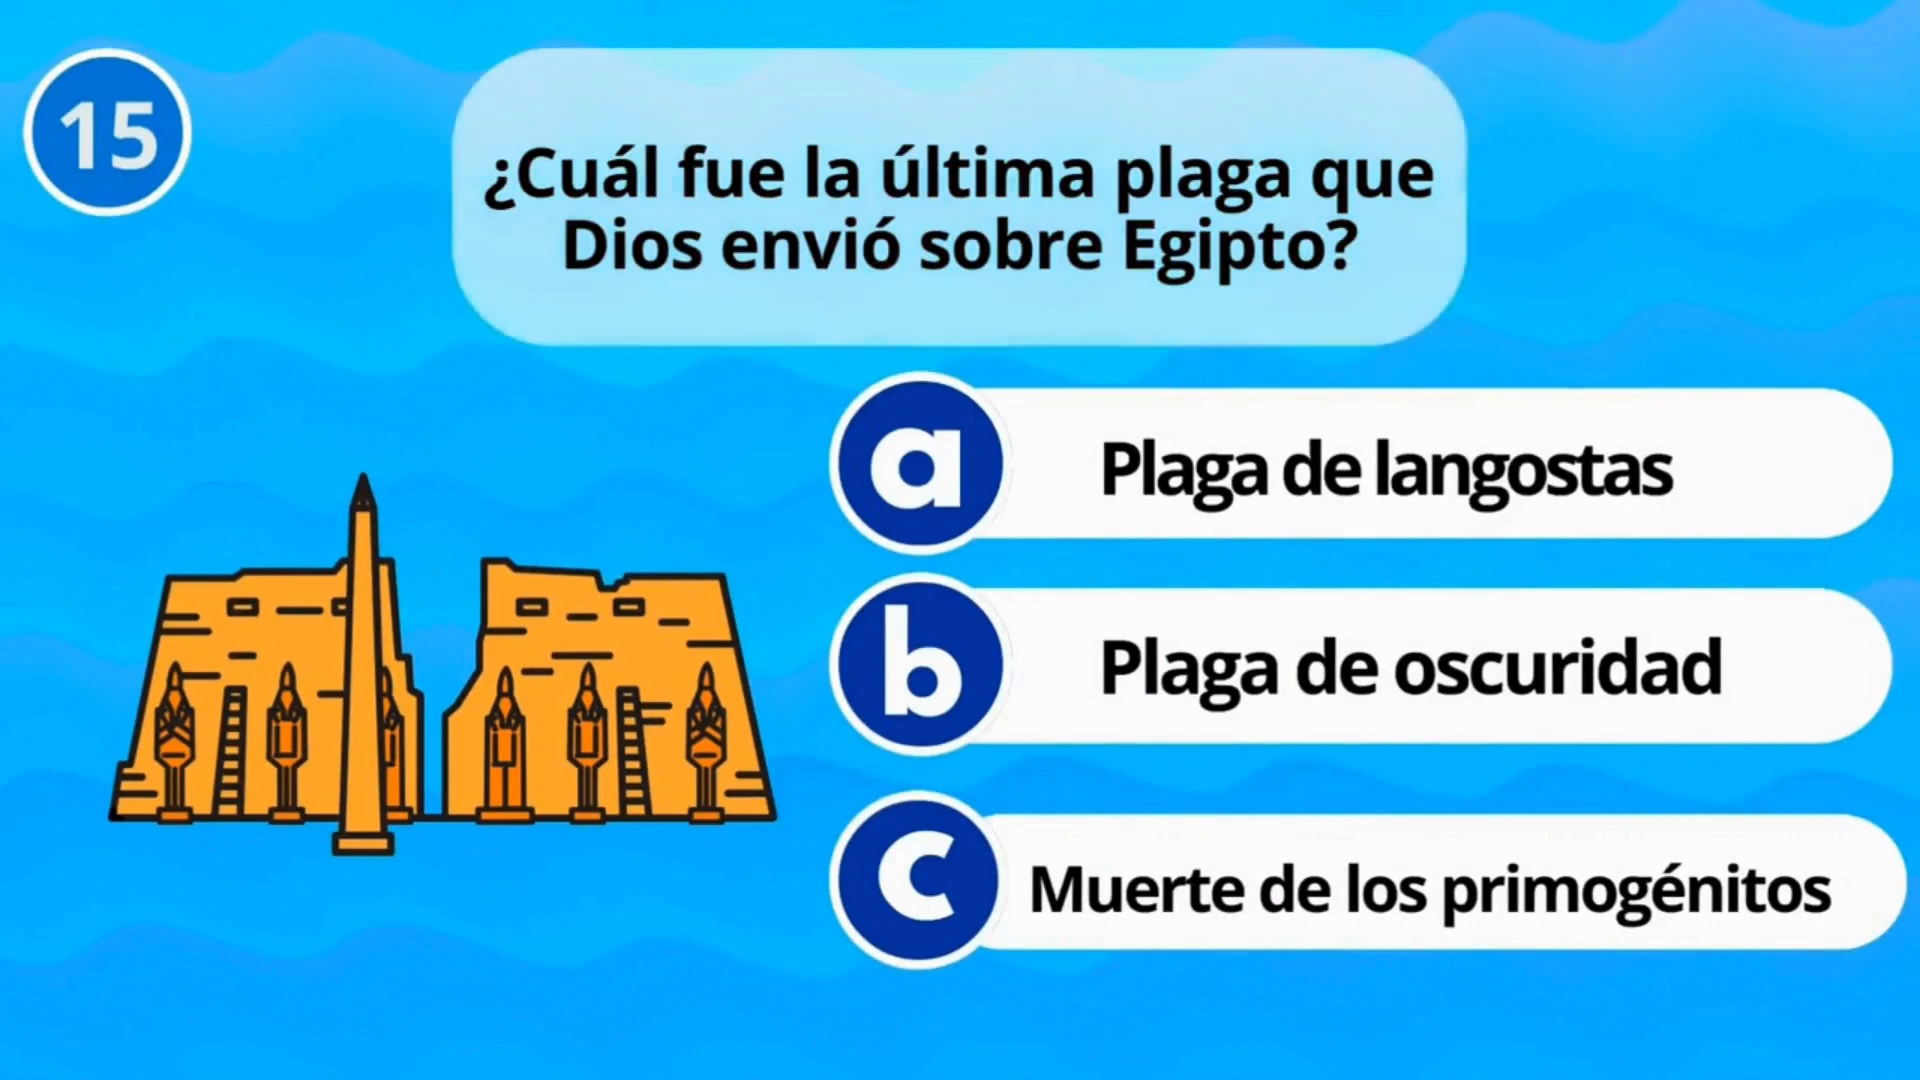 15
¿Cuál fue la última plaga que
Dios envió sobre Egipto?
a Plaga de langostas
b Plaga de oscuridad
c Muerte de los primogénitos